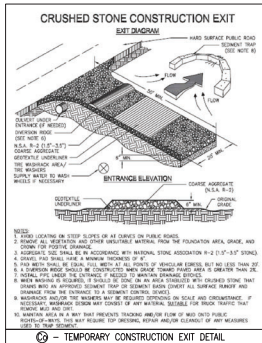 CRUSHED STONE CONSTRUCTION EXIT
EXIT DIAGRAM
HARD SURFACE PUBLIC ROAD
SEDIMENT TRAP
(SEE NOTE 8)
FLOW
FLOW
50' MIN.
20' MIN.
6" MIN.
CULVERT UNDER
ENTRANCE (IF NEEDED)
DIVERSION RIDGE
(SEE NOTE 6)
N.S.A. R-2 (1.5"-3.5")
COARSE AGGREGATE
GEOTEXTILE UNDERLINER
TIRE WASHRACK AREA/
TIRE WASHERS
SUPPLY WATER TO WASH
WHEELS IF NECESSARY
ENTRANCE ELEVATION
COARSE AGGREGATE
(N.S.A. R-2)
GEOTEXTILE
UNDERLINER
6" MIN.
ORIGINAL
GRADE
NOTES:
1. AVOID LOCATING ON STEEP SLOPES OR AT CURVES ON PUBLIC ROADS.
2. REMOVE ALL VEGETATION AND OTHER UNSUITABLE MATERIAL FROM THE FOUNDATION AREA, GRADE, AND
CROWN FOR POSITIVE DRAINAGE.
3. AGGREGATE SIZE SHALL BE IN ACCORDANCE WITH NATIONAL STONE ASSOCIATION R-2 (1.5"-3.5" STONE).
4. GRAVEL PAD SHALL HAVE A MINIMUM THICKNESS OF 6".
5. PAD WIDTH SHALL BE EQUAL FULL WIDTH AT ALL POINTS OF VEHICULAR EGRESS, BUT NO LESS THAN 20'.
6. A DIVERSION RIDGE SHOULD BE CONSTRUCTED WHEN GRADE TOWARD PAVED AREA IS GREATER THAN 2%.
7. INSTALL PIPE UNDER THE ENTRANCE IF NEEDED TO MAINTAIN DRAINAGE DITCHES.
8. WHEN WASHING IS REQUIRED, IT SHOULD BE DONE ON AN AREA STABILIZED WITH CRUSHED STONE THAT
DRAINS INTO AN APPROVED SEDIMENT TRAP OR SEDIMENT BASIN (DIVERT ALL SURFACE RUNOFF AND
DRAINAGE FROM THE ENTRANCE TO A SEDIMENT CONTROL DEVICE).
9. WASHRACKS AND/OR TIRE WASHERS MAY BE REQUIRED DEPENDING ON SCALE AND CIRCUMSTANCE. IF
NECESSARY, WASHRACK DESIGN MAY CONSIST OF ANY MATERIAL SUITABLE FOR TRUCK TRAFFIC THAT
REMOVE MUD AND DIRT.
10. MAINTAIN AREA IN A WAY THAT PREVENTS TRACKING AND/OR FLOW OF MUD ONTO PUBLIC
RIGHTS-OF-WAYS. THIS MAY REQUIRE TOP DRESSING, REPAIR AND/OR CLEANOUT OF ANY MEASURES
USED TO TRAP SEDIMENT.
- TEMPORARY CONSTRUCTION EXIT DETAIL